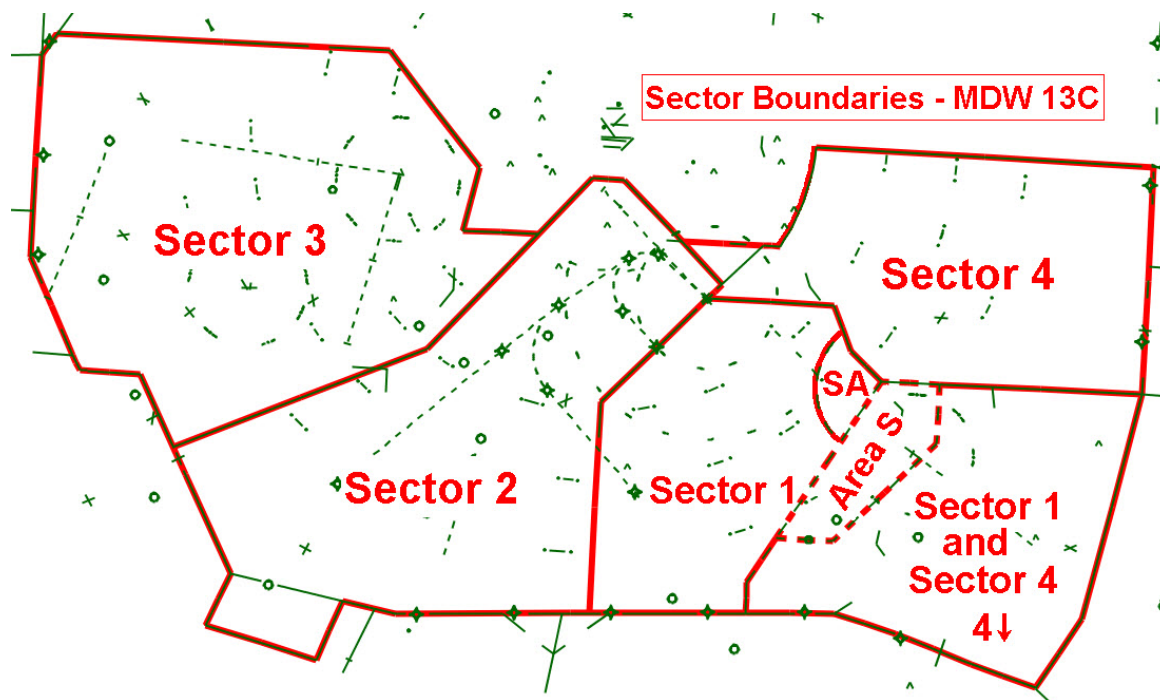 Sector Boundaries - MDW 13C
Sector 3
Sector 4
SA
Area S
Sector 2
Sector 1
Sector 1
and
Sector 4
4↓